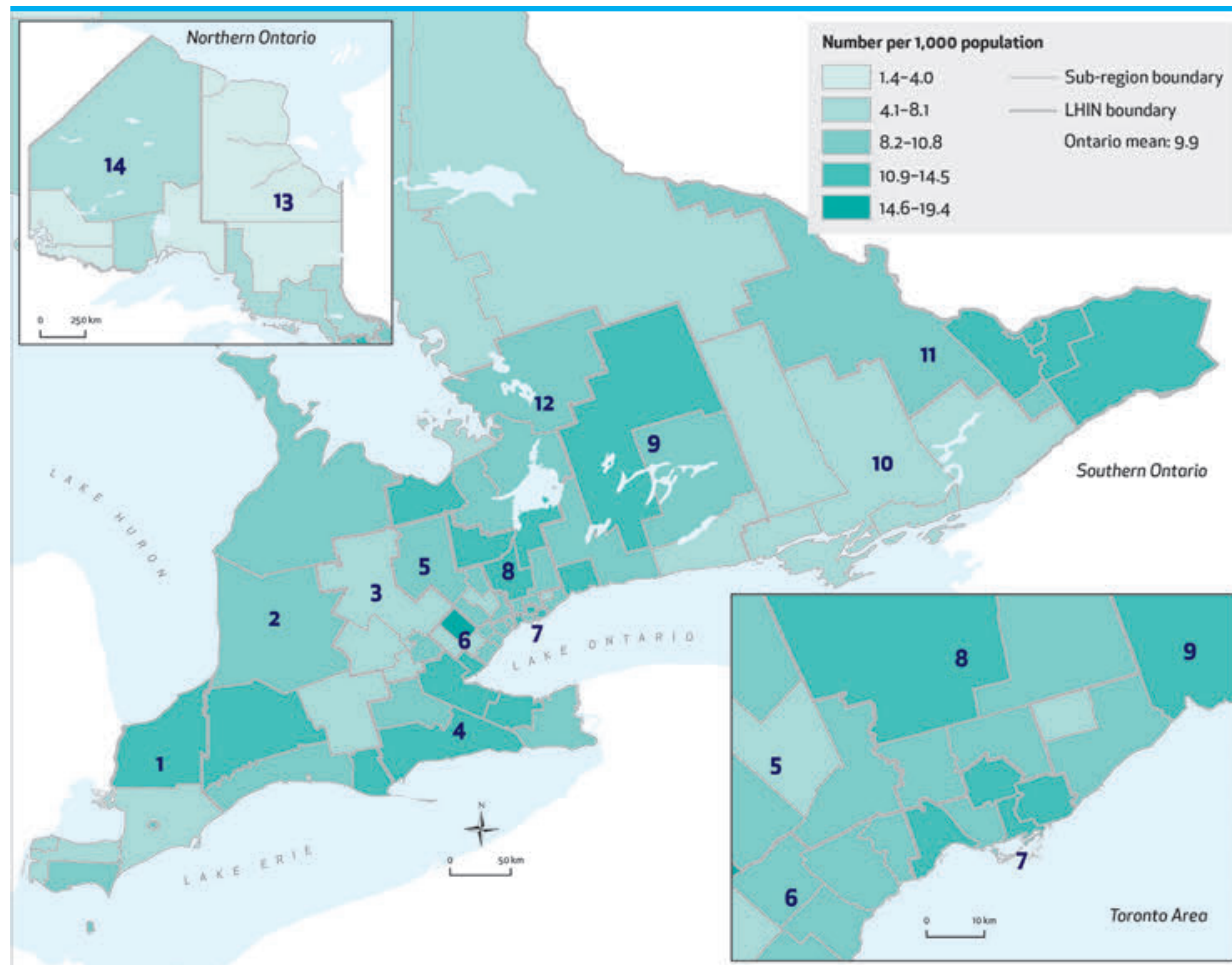 Northern Ontario
14
13
0 250 km
Number per 1,000 population
1.4–4.0
4.1–8.1
8.2–10.8
10.9–14.5
14.6–19.4
Sub-region boundary
LHIN boundary
Ontario mean: 9.9
11
12
9
10
Southern Ontario
LAKE HURON
5
8
3
2
6
7
LAKE ONTARIO
4
1
N
0 50 km
LAKE ERIE
8
9
5
7
6
0 10 km
Toronto Area